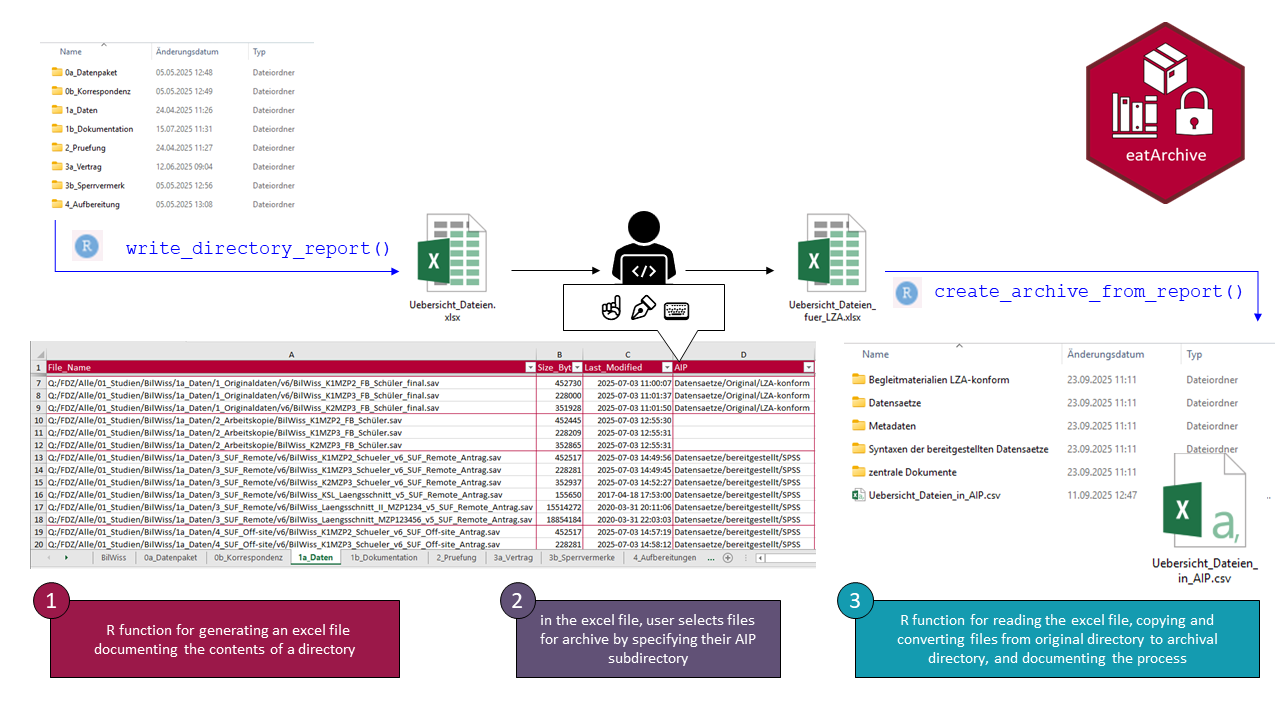 Name Änderungsdatum Typ
0a_Datenpaket 05.05.2025 12:48 Dateiordner
0b_Korrespondenz 05.05.2025 12:49 Dateiordner
1a_Daten 24.04.2025 11:26 Dateiordner
1b_Dokumentation 15.07.2025 11:31 Dateiordner
2_Pruefung 24.04.2025 11:27 Dateiordner
3a_Vertrag 12.06.2025 09:04 Dateiordner
3b_Sperrvermerk 05.05.2025 12:56 Dateiordner
4_Aufbereitung 05.05.2025 13:08 Dateiordner
eatArchive
R
write_directory_report()
X
Uebersicht_Dateien.
xlsx
</>
X
Uebersicht_Dateien_
fuer_LZA.xlsx
R
create_archive_from_report()
A B C D
1 File_Name Size_Byt Last_Modified AIP
7 Q:/FDZ/Alle/01_Studien/BilWiss/1a_Daten/1_Originaldaten/v6/BilWiss_K1MZP2_FB_Schüler_final.sav 452730 2025-07-03 11:00:07 Datensaetze/Original/LZA-konform
8 Q:/FDZ/Alle/01_Studien/BilWiss/1a_Daten/1_Originaldaten/v6/BilWiss_K1MZP3_FB_Schüler_final.sav 228000 2025-07-03 11:01:37 Datensaetze/Original/LZA-konform
9 Q:/FDZ/Alle/01_Studien/BilWiss/1a_Daten/1_Originaldaten/v6/BilWiss_K2MZP3_FB_Schüler_final.sav 351928 2025-07-03 11:01:50 Datensaetze/Original/LZA-konform
10 Q:/FDZ/Alle/01_Studien/BilWiss/1a_Daten/2_Arbeitskopie/BilWiss_K1MZP2_FB_Schüler.sav 452445 2025-07-03 12:55:30
11 Q:/FDZ/Alle/01_Studien/BilWiss/1a_Daten/2_Arbeitskopie/BilWiss_K1MZP3_FB_Schüler.sav 228209 2025-07-03 12:55:31
12 Q:/FDZ/Alle/01_Studien/BilWiss/1a_Daten/2_Arbeitskopie/BilWiss_K2MZP3_FB_Schüler.sav 352865 2025-07-03 12:55:31
13 Q:/FDZ/Alle/01_Studien/BilWiss/1a_Daten/3_SUF_Remote/v6/BilWiss_K1MZP2_Schueler_v6_SUF_Remote_Antrag.sav 452517 2025-07-03 14:49:56 Datensaetze/bereitgestellt/SPSS
14 Q:/FDZ/Alle/01_Studien/BilWiss/1a_Daten/3_SUF_Remote/v6/BilWiss_K1MZP3_Schueler_v6_SUF_Remote_Antrag.sav 228281 2025-07-03 14:49:45 Datensaetze/bereitgestellt/SPSS
15 Q:/FDZ/Alle/01_Studien/BilWiss/1a_Daten/3_SUF_Remote/v6/BilWiss_K2MZP3_Schueler_v6_SUF_Remote_Antrag.sav 352937 2025-07-03 14:52:27 Datensaetze/bereitgestellt/SPSS
16 Q:/FDZ/Alle/01_Studien/BilWiss/1a_Daten/3_SUF_Remote/v6/BilWiss_KSL_Laengsschnitt_v5_SUF_Remote_Antrag.sav 155650 2017-04-18 17:53:00 Datensaetze/bereitgestellt/SPSS
17 Q:/FDZ/Alle/01_Studien/BilWiss/1a_Daten/3_SUF_Remote/v6/BilWiss_Laengsschnitt_II_MZP1234_v5_SUF_Remote_Antrag.sav 15514272 2020-03-31 20:11:06 Datensaetze/bereitgestellt/SPSS
18 Q:/FDZ/Alle/01_Studien/BilWiss/1a_Daten/3_SUF_Remote/v6/BilWiss_Laengsschnitt_MZP123456_v5_SUF_Remote_Antrag.sav 18854184 2020-03-31 22:03:03 Datensaetze/bereitgestellt/SPSS
19 Q:/FDZ/Alle/01_Studien/BilWiss/1a_Daten/4_SUF_Off-site/v6/BilWiss_K1MZP2_Schueler_v6_SUF_Off-site_Antrag.sav 452517 2025-07-03 14:57:19 Datensaetze/bereitgestellt/SPSS
20 Q:/FDZ/Alle/01_Studien/BilWiss/1a_Daten/4_SUF_Off-site/v6/BilWiss_K1MZP3_Schueler_v6_SUF_Off-site_Antrag.sav 228281 2025-07-03 14:58:12 Datensaetze/bereitgestellt/SPSS
BilWiss 0a_Datenpaket 0b_Korrespondenz 1a_Daten 1b_Dokumentation 2_Pruefung 3a_Vertrag 3b_Sperrvermerke 4_Aufbereitungen ...
Name Änderungsdatum Typ
Begleitmaterialien LZA-konform 23.09.2025 11:11 Dateiordner
Datensaetze 23.09.2025 11:11 Dateiordner
Metadaten 23.09.2025 11:11 Dateiordner
Syntaxen der bereitgestellten Datensaetze 23.09.2025 11:11 Dateiordner
zentrale Dokumente 23.09.2025 11:11
Uebersicht_Dateien_in_AIP.csv 11.09.2025 12:47
X a,
Uebersicht_Dateien_
in_AIP.csv
1
R function for generating an excel file
documenting the contents of a directory
2
in the excel file, user selects files
for archive by specifying their AIP
subdirectory
3
R function for reading the excel file, copying and
converting files from original directory to archival
directory, and documenting the process